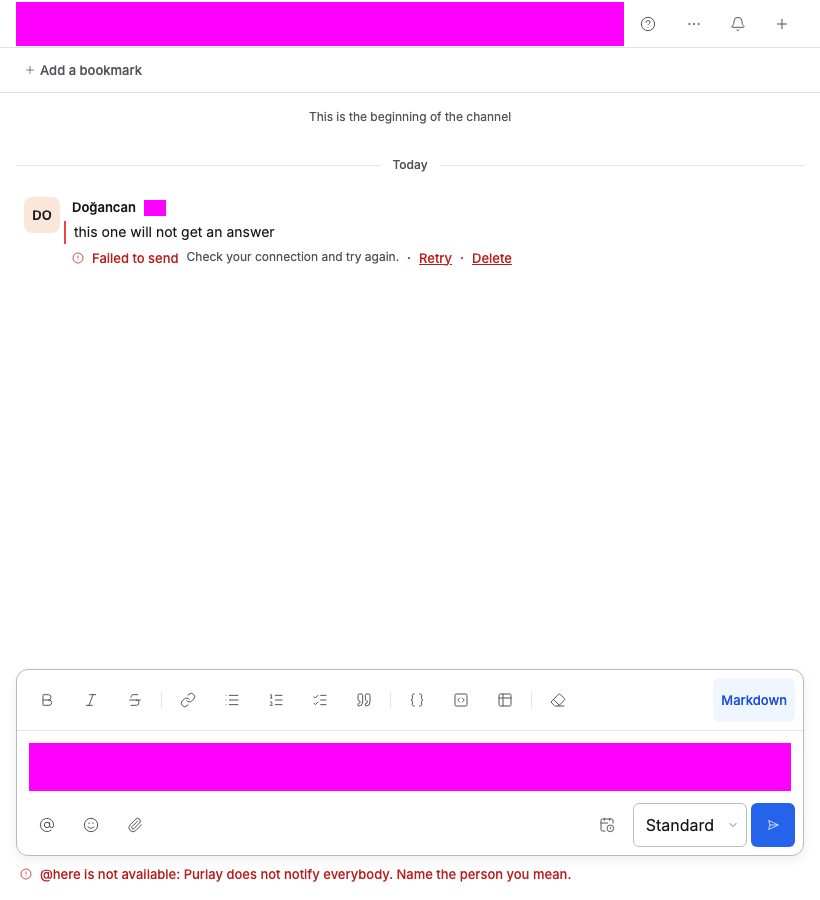 Add a bookmark
This is the beginning of the channel
Today
DO
Doğancan
this one will not get an answer
Failed to send Check your connection and try again. · Retry · Delete
Markdown
Standard
@here is not available: Purlay does not notify everybody. Name the person you mean.